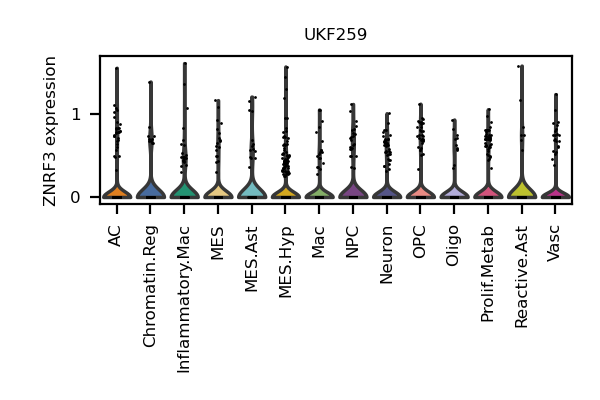 UKF259
ZNRF3 expression
1
0
AC
Chromatin.Reg
Inflammatory.Mac
MES
MES.Ast
MES.Hyp
Mac
NPC
Neuron
OPC
Oligo
Prolif.Metab
Reactive.Ast
Vasc